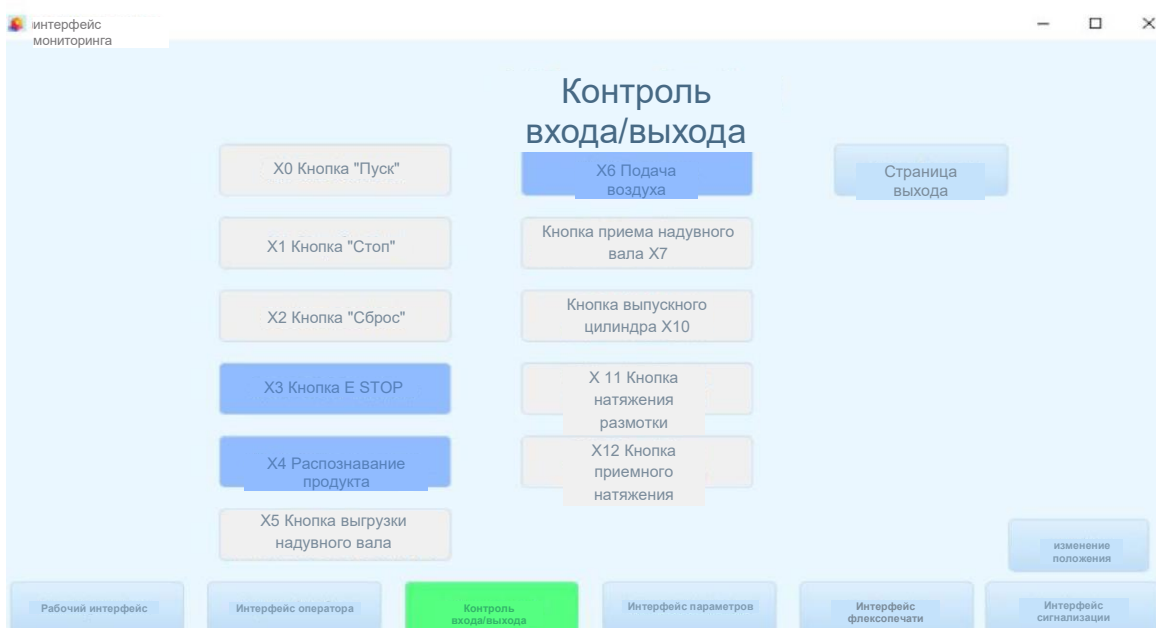 интерфейс
мониторинга
Контроль
входа/выхода
X0 Кнопка "Пуск"
X6 Подача
воздуха
Страница
выхода
X1 Кнопка "Стоп"
Кнопка приема надувного
вала X7
X2 Кнопка "Сброс"
Кнопка выпускного
цилиндра X10
X3 Кнопка E STOP
X 11 Кнопка
натяжения
размотки
X4 Распознавание
продукта
X12 Кнопка
приемного
натяжения
X5 Кнопка выгрузки
надувного вала
изменение
положения
Рабочий интерфейс
Интерфейс оператора
Контроль
входа/выхода
Интерфейс параметров
Интерфейс
флексопечати
Интерфейс
сигнализации